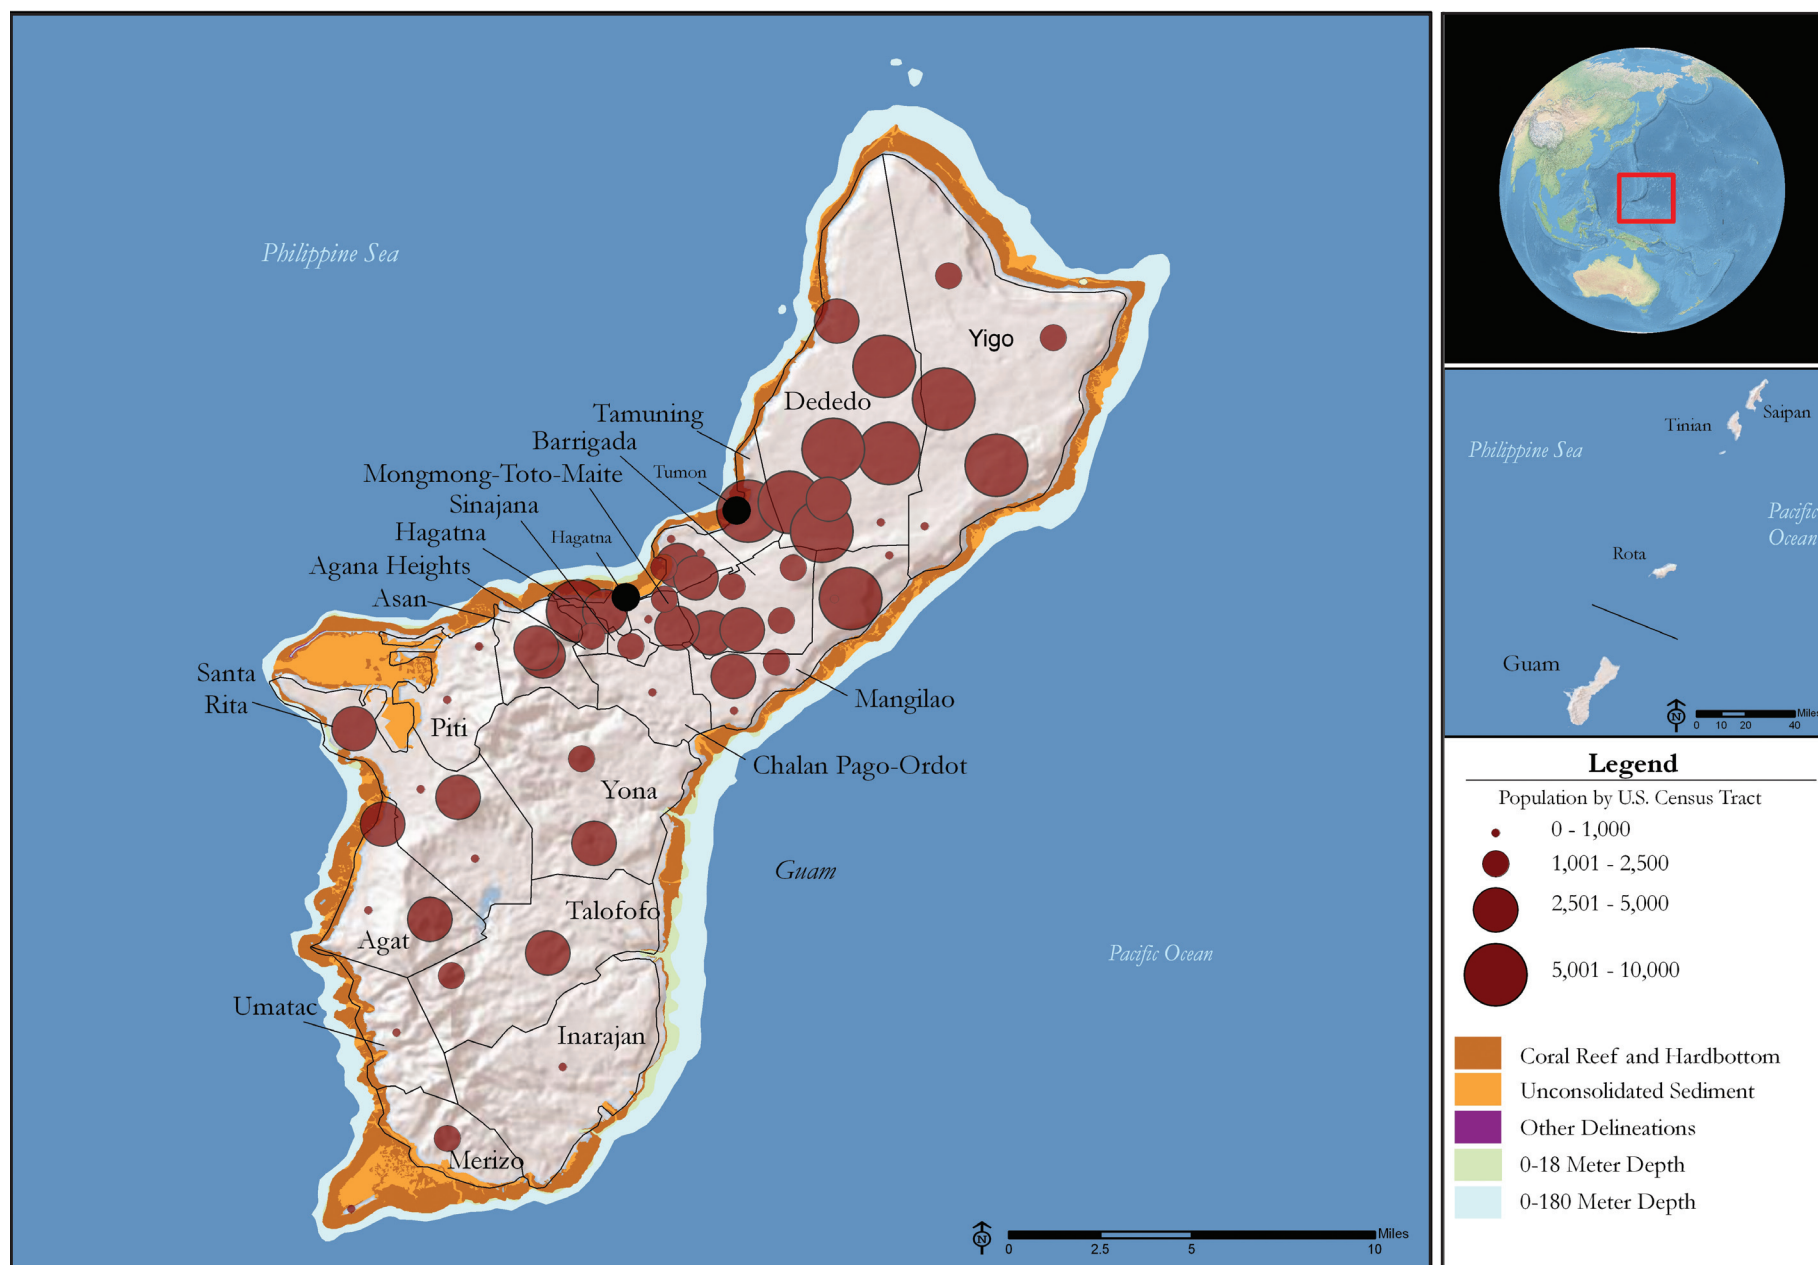 Philippine Sea
Yigo
Dededo
Tamuning
Barrigada
Mongmong-Toto-Maite
Tumon
Sinajana
Hagatna
Hagatna
Agana Heights
Asan
Santa
Rita
Piti
Mangilao
Chalan Pago-Ordot
Yona
Guam
Talofofo
Agat
Pacific Ocean
Umatac
Inarajan
Merizo
N
0
2.5
5
10
Miles
Saipan
Tinian
Philippine Sea
Pacific
Ocean
Rota
Guam
N
0 10 20 40
Miles
Legend
Population by U.S. Census Tract
0 - 1,000
1,001 - 2,500
2,501 - 5,000
5,001 - 10,000
Coral Reef and Hardbottom
Unconsolidated Sediment
Other Delineations
0-18 Meter Depth
0-180 Meter Depth